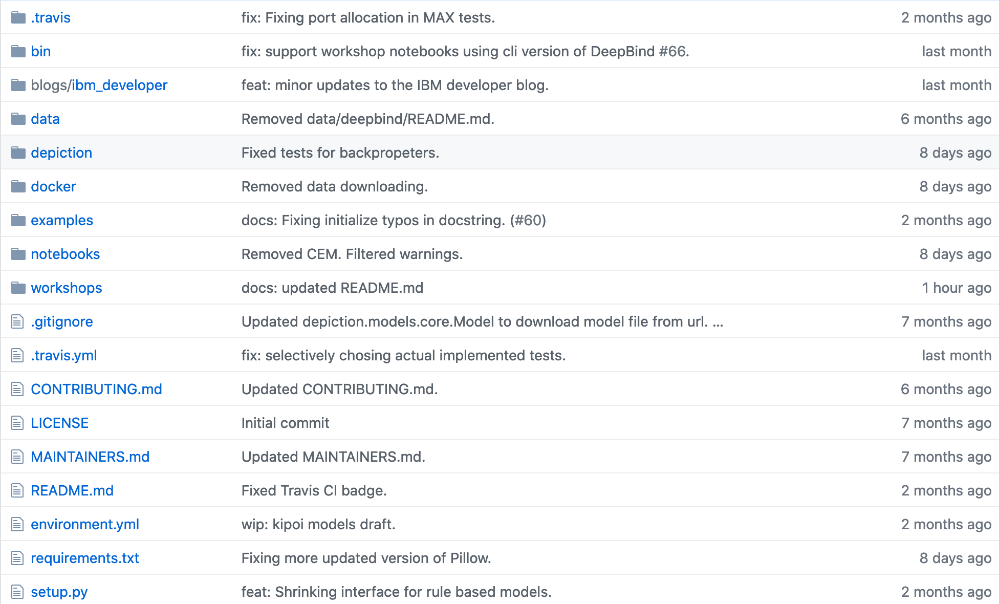 .travis fix: Fixing port allocation in MAX tests. 2 months ago
bin fix: support workshop notebooks using cli version of DeepBind #66. last month
blogs/ibm_developer feat: minor updates to the IBM developer blog. last month
data Removed data/deepbind/README.md. 6 months ago
depiction Fixed tests for backpropeters. 8 days ago
docker Removed data downloading. 8 days ago
examples docs: Fixing initialize typos in docstring. (#60) 2 months ago
notebooks Removed CEM. Filtered warnings. 8 days ago
workshops docs: updated README.md 1 hour ago
.gitignore Updated depiction.models.core.Model to download model file from url. ... 7 months ago
.travis.yml fix: selectively chosing actual implemented tests. last month
CONTRIBUTING.md Updated CONTRIBUTING.md. 6 months ago
LICENSE Initial commit 7 months ago
MAINTAINERS.md Updated MAINTAINERS.md. 7 months ago
README.md Fixed Travis CI badge. 2 months ago
environment.yml wip: kipoi models draft. 2 months ago
requirements.txt Fixing more updated version of Pillow. 8 days ago
setup.py feat: Shrinking interface for rule based models. 2 months ago